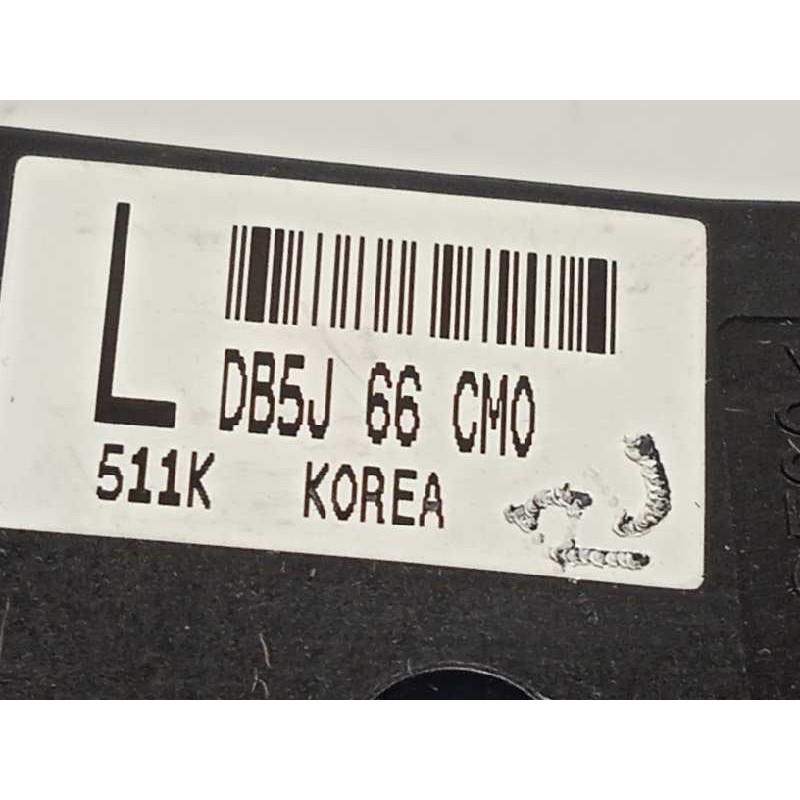 L
DB5J 66 CM0
511K KOREA